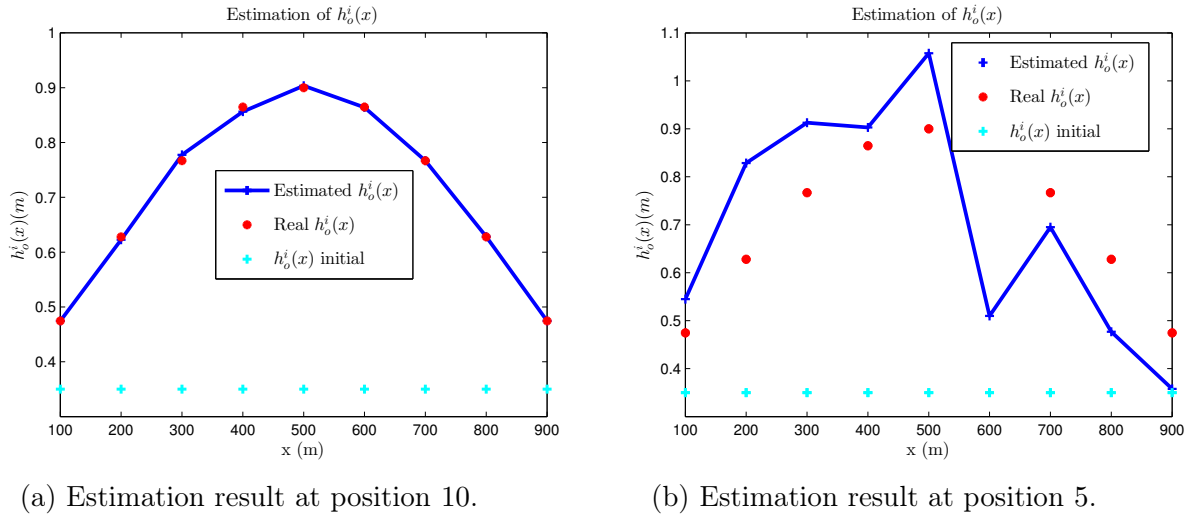 Estimation of $h_o^i(x)$
1
0.9
0.8
0.7
0.6
0.5
0.4
$h_o^i(x)(m)$
Estimated $h_o^i(x)$
Real $h_o^i(x)$
$h_o^i(x)$ initial
100 200 300 400 500 600 700 800 900
x (m)
(a) Estimation result at position 10.
Estimation of $h_o^i(x)$
1.1
1
0.9
0.8
0.7
0.6
0.5
0.4
$h_o^i(x)(m)$
Estimated $h_o^i(x)$
Real $h_o^i(x)$
$h_o^i(x)$ initial
100 200 300 400 500 600 700 800 900
x (m)
(b) Estimation result at position 5.